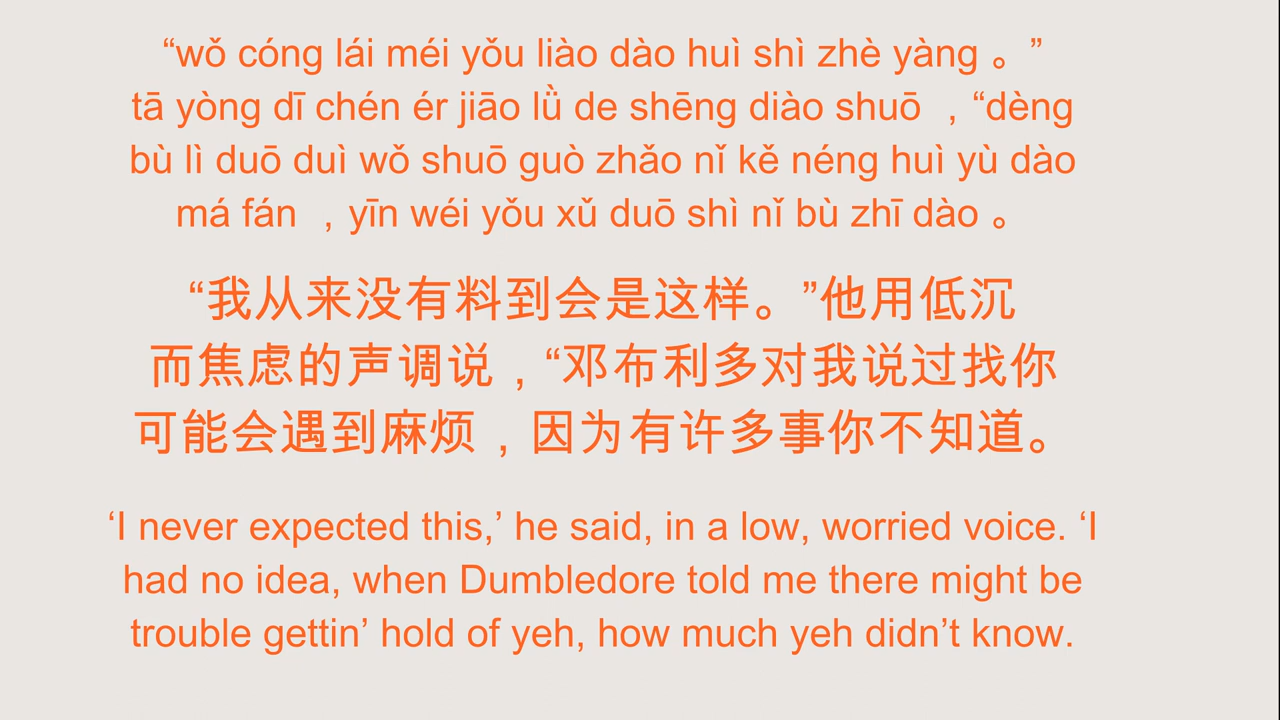 “wǒ cóng lái méi yǒu liào dào huì shì zhè yàng 。”
tā yòng dī chén ér jiāo lǜ de shēng diào shuō ，“dèng
bù lì duō duì wǒ shuō guò zhǎo nǐ kě néng huì yù dào
má fán ，yīn wéi yǒu xǔ duō shì nǐ bù zhī dào 。
“我从来没有料到会是这样。”他用低沉
而焦虑的声调说，“邓布利多对我说过找你
可能会遇到麻烦，因为有许多事你不知道。
‘I never expected this,’ he said, in a low, worried voice. ‘I
had no idea, when Dumbledore told me there might be
trouble gettin’ hold of yeh, how much yeh didn’t know.